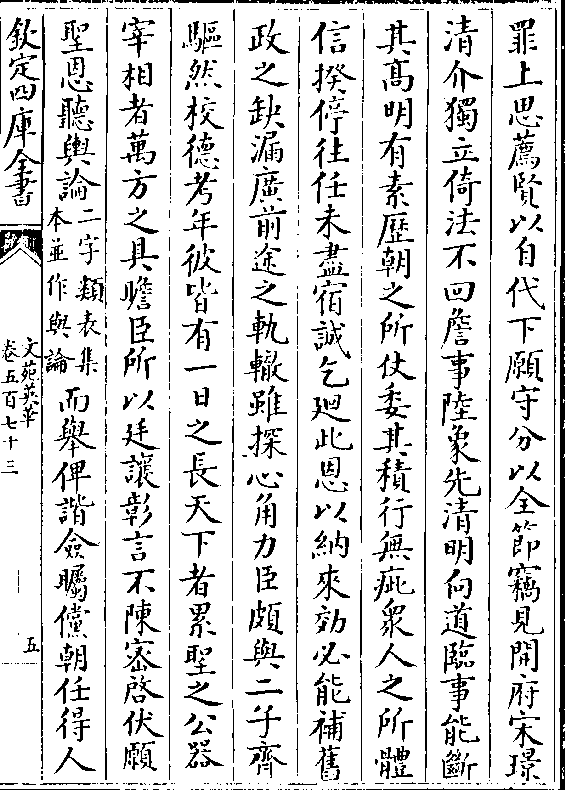 罪上思薦賢以自代下願守分以全節竊見開府宋璟
清介獨立倚法不回詹事陸象先清明向道臨事能斷
其髙明有素歴朝之所仗委其積行無疵衆人之所體
信揆停往任未盡宿誠乞廻此恩以納來効必能補舊
政之缺漏廣前途之軌轍雖探心角力臣頗與二子齊
驅然校德考年彼皆有一日之長天下者累聖之公器
宰相者萬方之具瞻臣所以廷讓彰言不陳宻啓伏願
聖恩聽輿論二字類表集本並作與論而舉俾諧僉矚儻朝任得人
欽定四庫全書
文苑英華
卷五百七十三
五